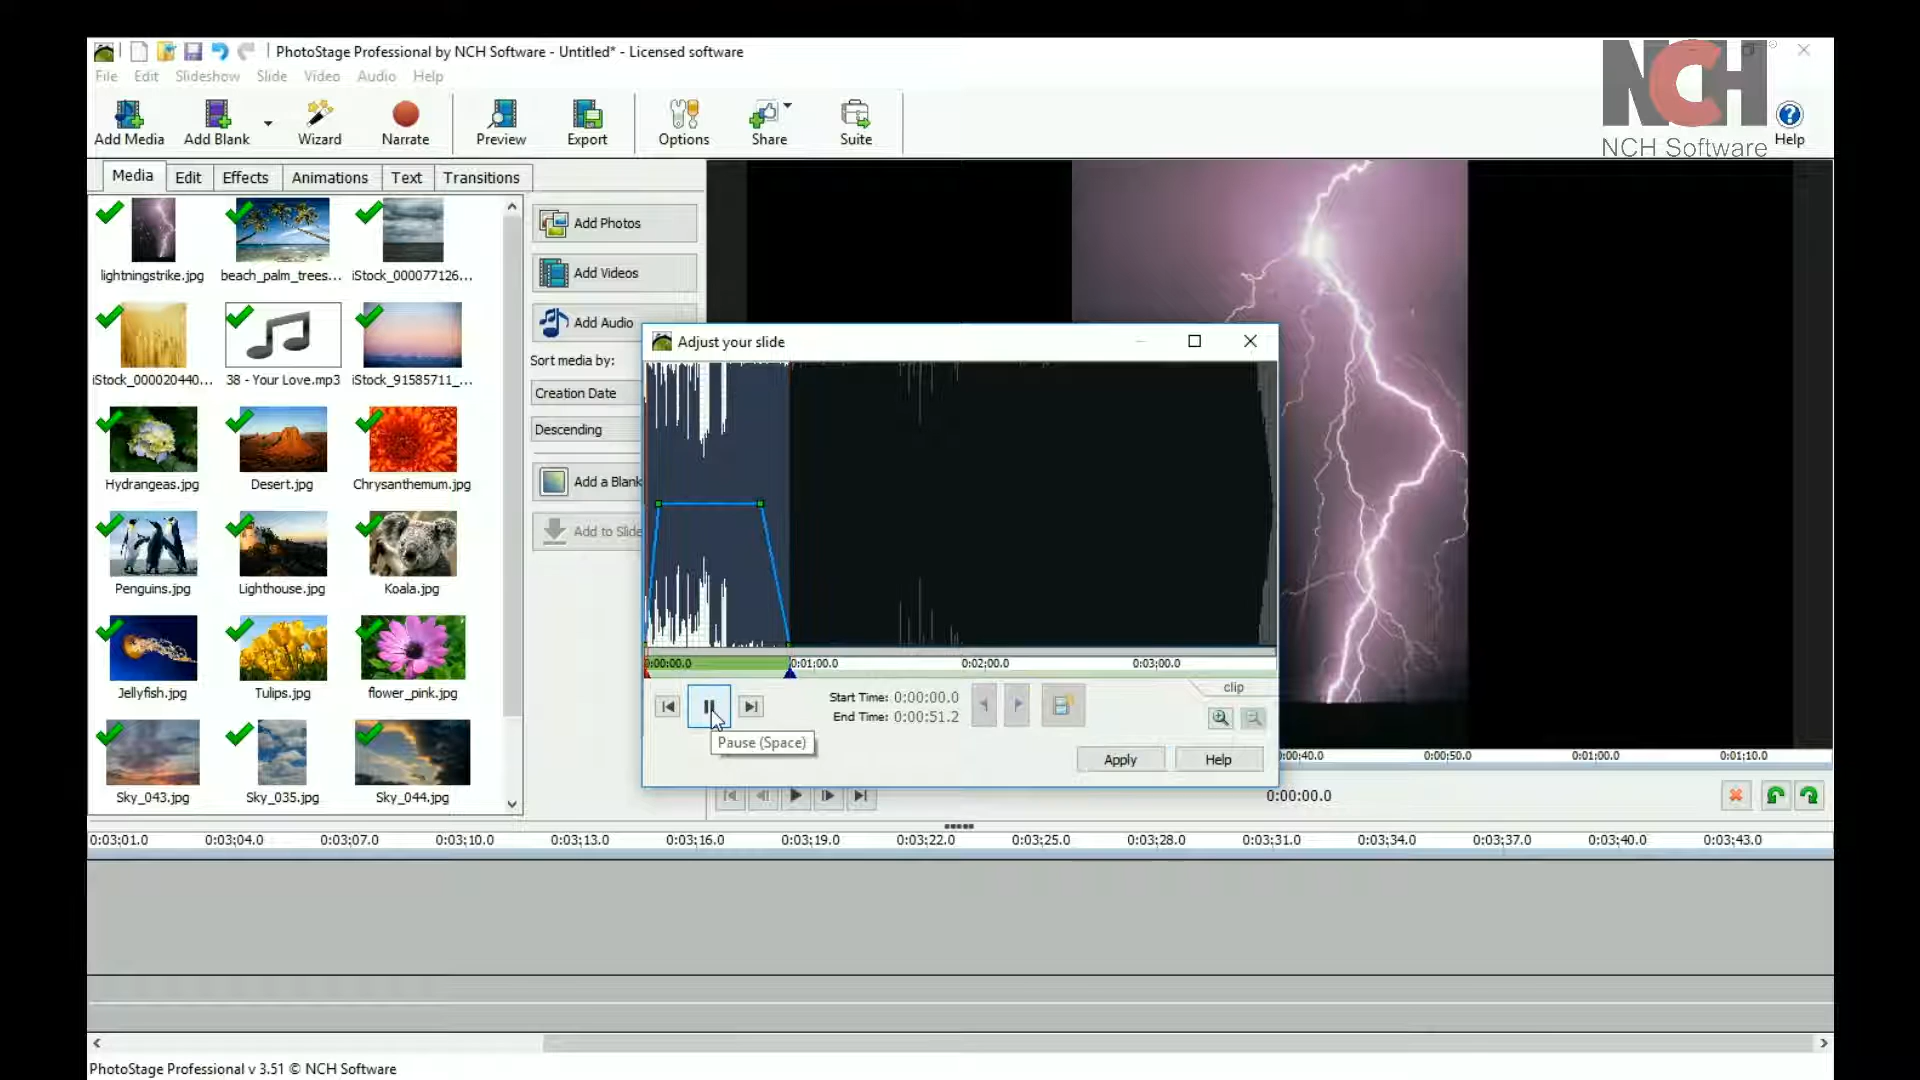 PhotoStage Professional by NCH Software - Untitled* - Licensed software
File Edit Slideshow Slide Video Audio Help
Add Media Add Blank Wizard Narrate Preview Export Options Share Suite
NCH
NCH Software
Help
Media Edit Effects Animations Text Transitions
lightningstrike.jpg beach_palm_trees... iStock_000077126...
iStock_000020440... 38 - Your Love.mp3 iStock_91585711_...
Hydrangeas.jpg Desert.jpg Chrysanthemum.jpg
Penguins.jpg Lighthouse.jpg Koala.jpg
Jellyfish.jpg Tulips.jpg flower_pink.jpg
Sky_043.jpg Sky_035.jpg Sky_044.jpg
Add Photos
Add Videos
Add Audio
Sort media by:
Creation Date
Descending
Add a Blank
Add to Slide
Adjust your slide
0:00:00.0 0:01:00.0 0:02:00.0 0:03:00.0
clip
Start Time: 0:00:00.0
End Time: 0:00:51.2
Pause (Space)
Apply Help
:00:40.0 0:00:50.0 0:01:00.0 0:01:10.0
0:00:00.0
0:03:01.0 0:03:04.0 0:03:07.0 0:03:10.0 0:03:13.0 0:03:16.0 0:03:19.0 0:03:22.0 0:03:25.0 0:03:28.0 0:03:31.0 0:03:34.0 0:03:37.0 0:03:40.0 0:03:43.0
PhotoStage Professional v 3.51 © NCH Software